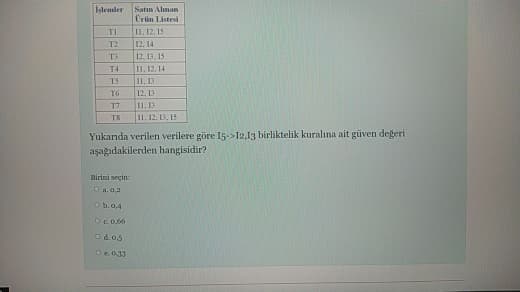 İşlemler Satın Alınan Ürün Listesi
T1 I1, I2, I5
T2 I2, I4
T3 I2, I3, I5
T4 I1, I2, I4
T5 I1, I3
T6 I2, I3
T7 I1, I3
T8 I1, I2, I3, I5
Yukarıda verilen verilere göre I5->I2,I3 birliktelik kuralına ait güven değeri
aşağıdakilerden hangisidir?
Birini seçin:
a. 0,2
b. 0,4
c. 0,66
d. 0,5
e. 0,33